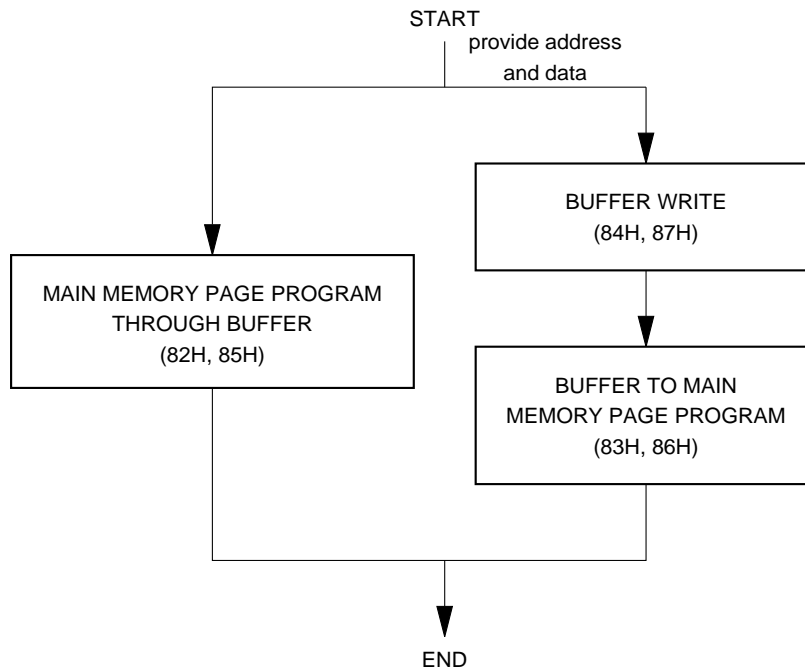 START
provide address
and data
BUFFER WRITE
(84H, 87H)
MAIN MEMORY PAGE PROGRAM
THROUGH BUFFER
(82H, 85H)
BUFFER TO MAIN
MEMORY PAGE PROGRAM
(83H, 86H)
END